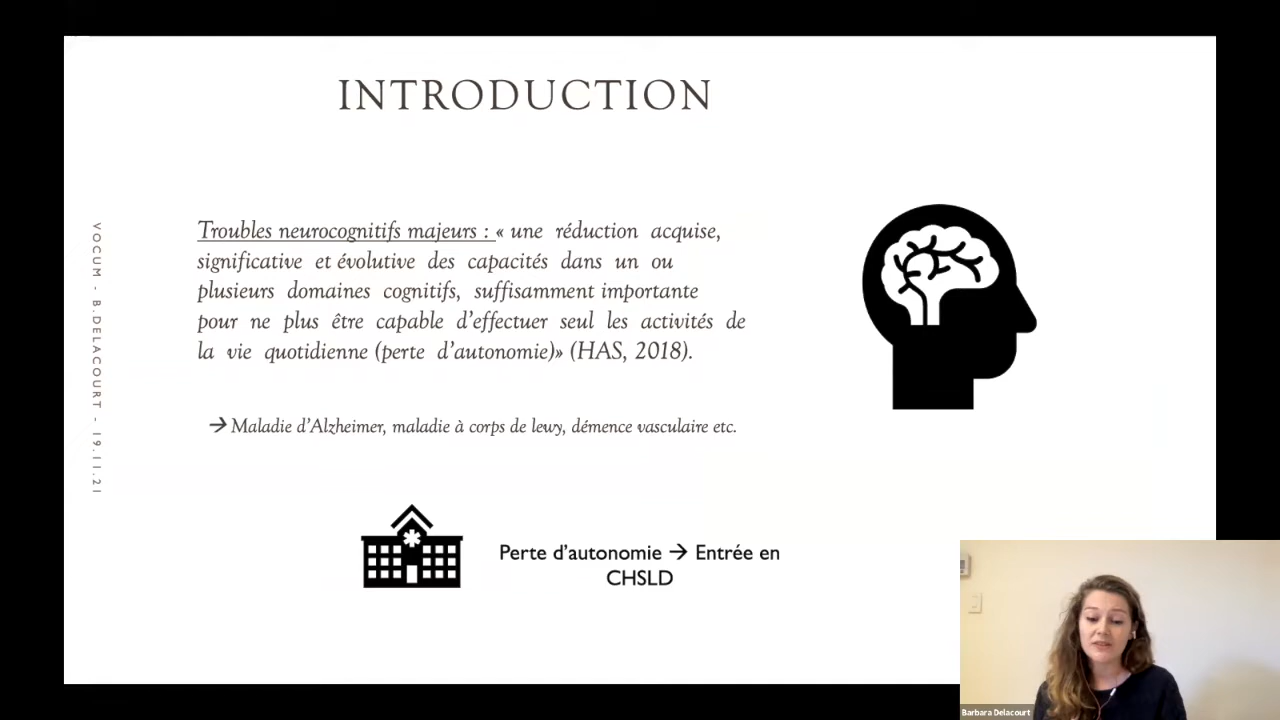 INTRODUCTION
VOCUM - B.DELACOURT - 19.11.21
Troubles neurocognitifs majeurs : « une réduction acquise,
significative et évolutive des capacités dans un ou
plusieurs domaines cognitifs, suffisamment importante
pour ne plus être capable d’effectuer seul les activités de
la vie quotidienne (perte d’autonomie)» (HAS, 2018).
→ Maladie d’Alzheimer, maladie à corps de lewy, démence vasculaire etc.
Perte d’autonomie → Entrée en
CHSLD
Barbara Delacourt